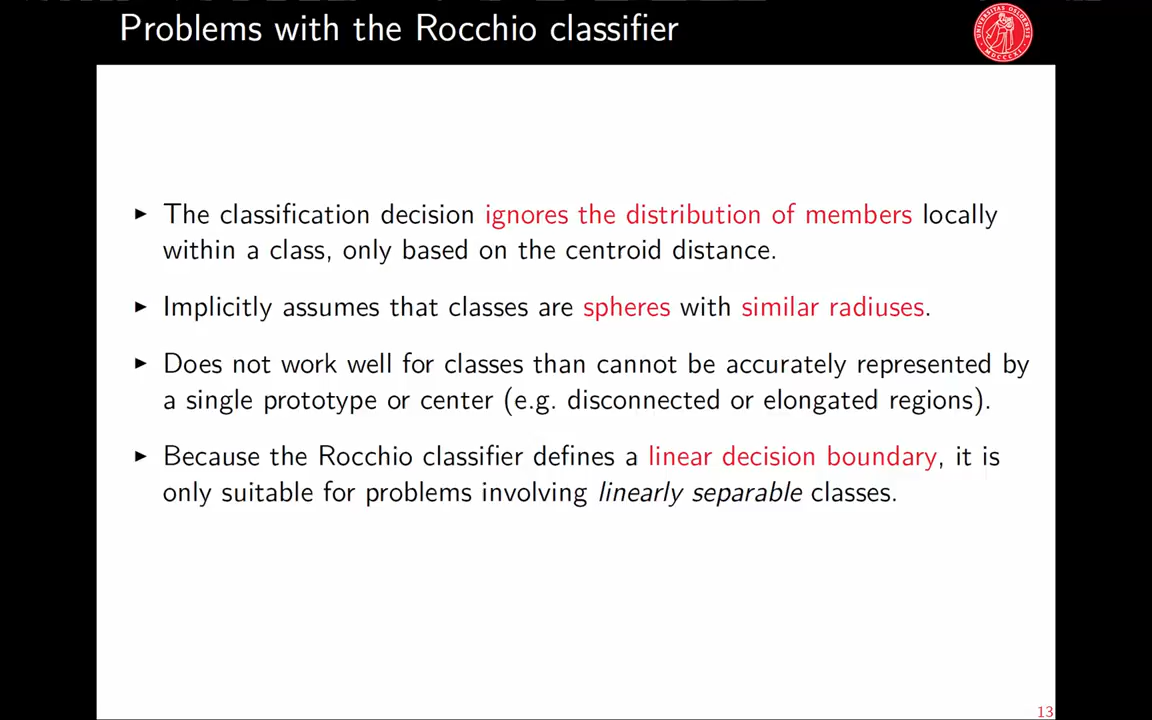 Problems with the Rocchio classifier
UNIVERSITAS OSLOENSIS
MDCCCXI
▶ The classification decision ignores the distribution of members locally
within a class, only based on the centroid distance.
▶ Implicitly assumes that classes are spheres with similar radiuses.
▶ Does not work well for classes than cannot be accurately represented by
a single prototype or center (e.g. disconnected or elongated regions).
▶ Because the Rocchio classifier defines a linear decision boundary, it is
only suitable for problems involving linearly separable classes.
13